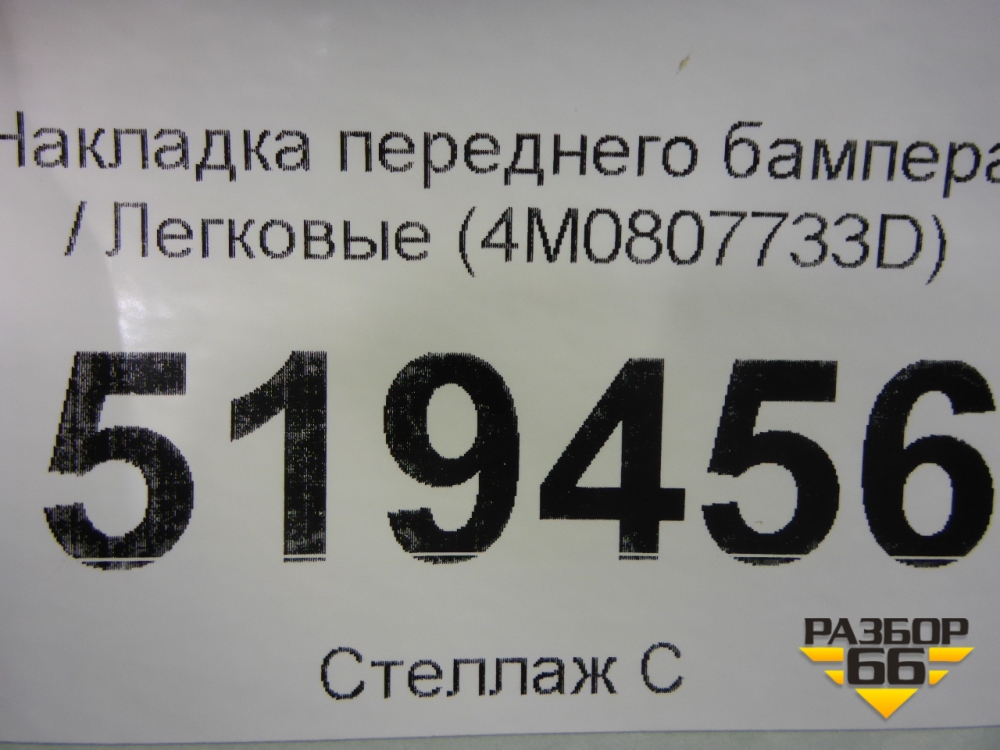 Накладка переднего бампера
/ Легковые (4M0807733D)
519456
Стеллаж С
РАЗБОР
66